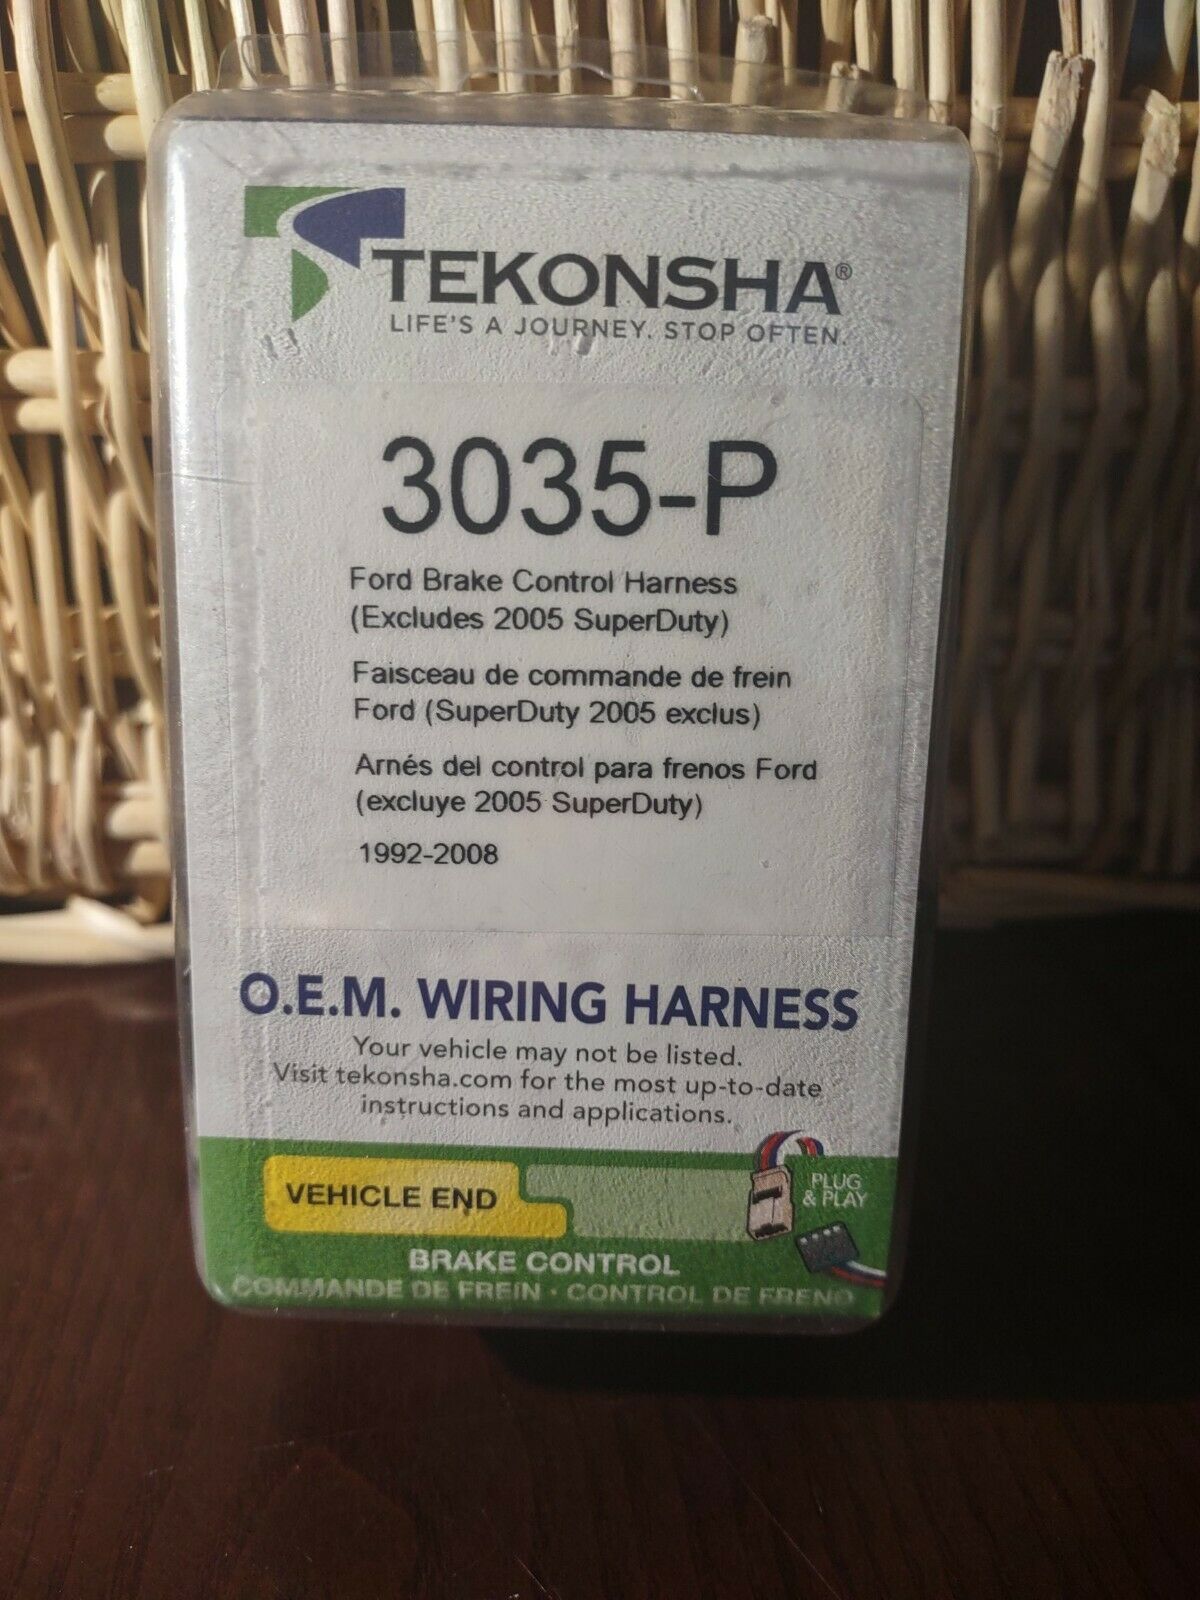 TEKONSHA®
LIFE'S A JOURNEY. STOP OFTEN.
3035-P
Ford Brake Control Harness
(Excludes 2005 SuperDuty)
Faisceau de commande de frein
Ford (SuperDuty 2005 exclus)
Arnés del control para frenos Ford
(excluye 2005 SuperDuty)
1992-2008
O.E.M. WIRING HARNESS
Your vehicle may not be listed.
Visit tekonsha.com for the most up-to-date
instructions and applications.
VEHICLE END
PLUG
& PLAY
BRAKE CONTROL
COMMANDE DE FREIN · CONTROL DE FRENO